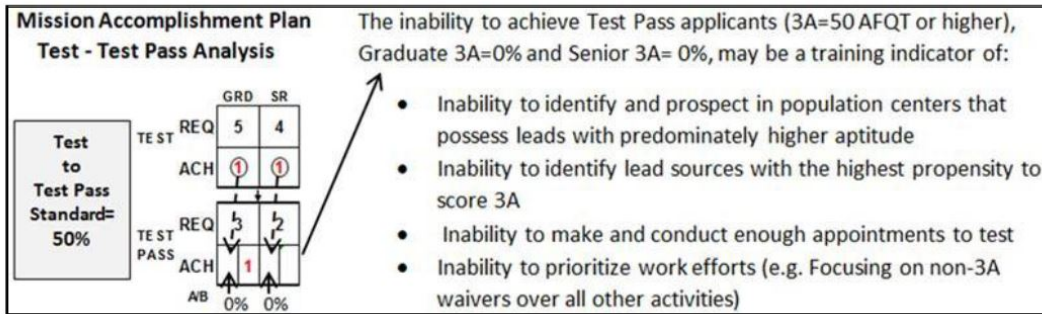 Mission Accomplishment Plan
Test - Test Pass Analysis
GRD SR
Test
to
Test Pass
Standard=
50%
TEST REQ 5 4
ACH 1 1
TEST PASS REQ 3 2
ACH 1
A/B 0% 0%
The inability to achieve Test Pass applicants (3A=50 AFQT or higher),
Graduate 3A=0% and Senior 3A= 0%, may be a training indicator of:
• Inability to identify and prospect in population centers that
possess leads with predominately higher aptitude
• Inability to identify lead sources with the highest propensity to
score 3A
• Inability to make and conduct enough appointments to test
• Inability to prioritize work efforts (e.g. Focusing on non-3A
waivers over all other activities)